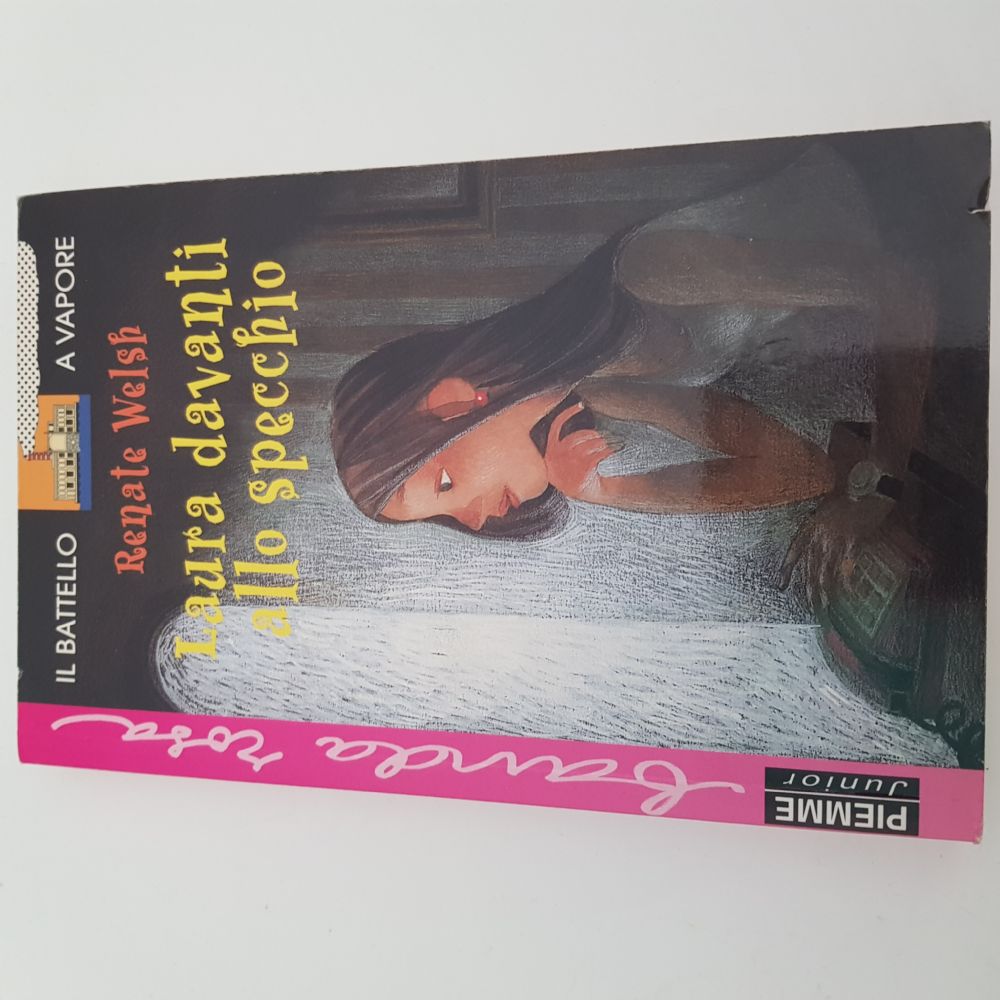 IL BATTELLO A VAPORE
Renate Welsh
Laura davanti
allo specchio
banda rosa
PIEMME
Junior